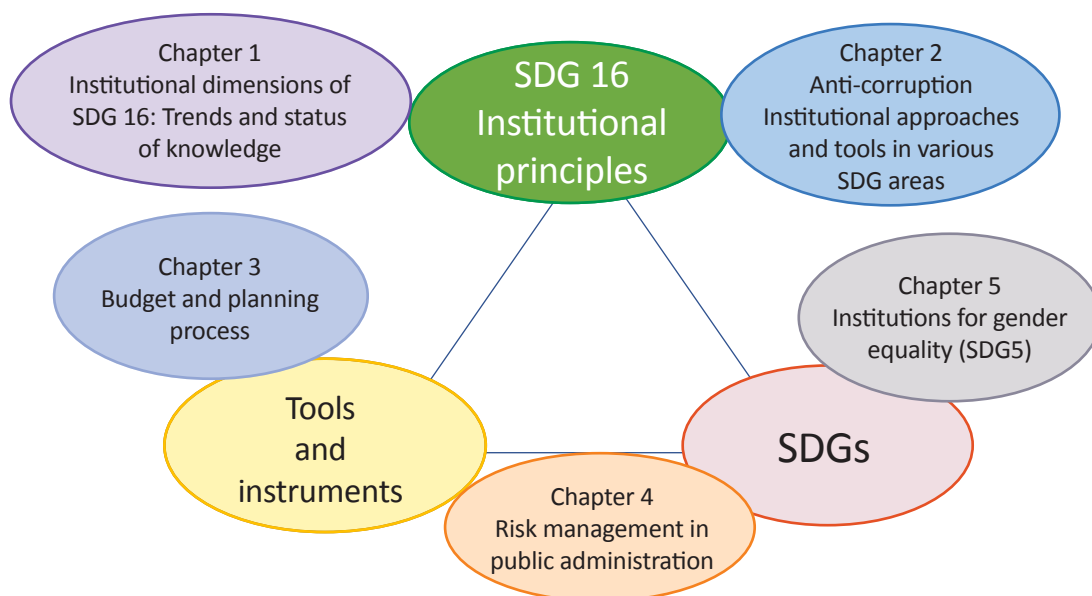 Chapter 1
Institutional dimensions of
SDG 16: Trends and status
of knowledge
SDG 16
Institutional
principles
Chapter 2
Anti-corruption
Institutional approaches
and tools in various
SDG areas
Chapter 3
Budget and planning
process
Chapter 5
Institutions for gender
equality (SDG5)
Tools
and
instruments
SDGs
Chapter 4
Risk management in
public administration